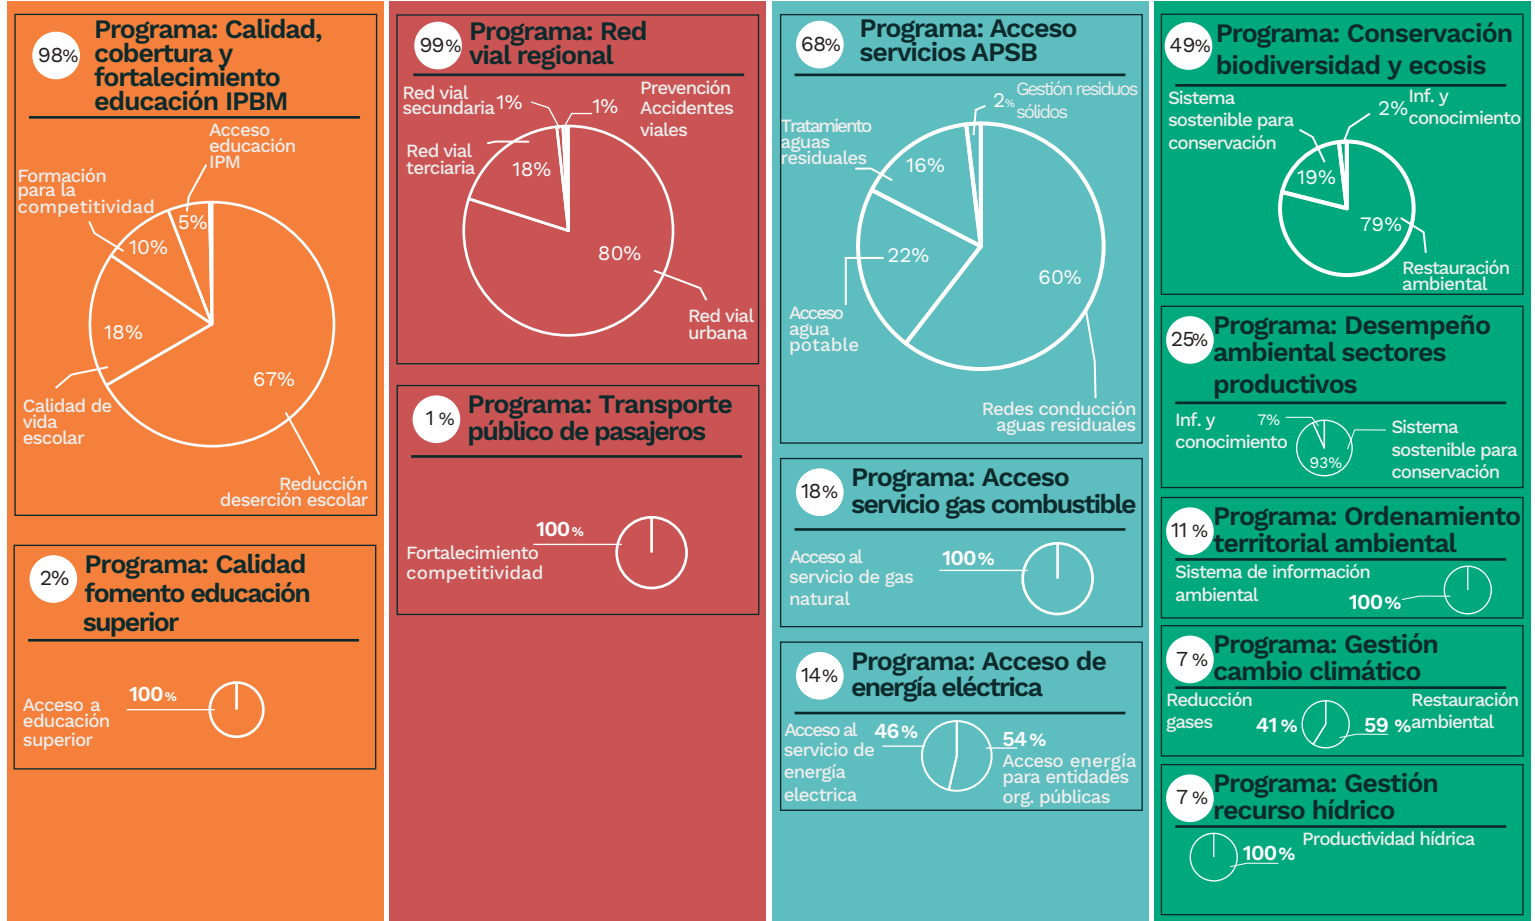 98%
Programa: Calidad,
cobertura y
fortalecimiento
educación IPBM
Acceso
educación
IPM
Formación
para la
competitividad
5%
10%
18%
67%
Calidad de
vida
escolar
Reducción
deserción escolar
2%
Programa: Calidad
fomento educación
superior
100%
Acceso a
educación
superior
99%
Programa: Red
vial regional
Red vial
secundaria 1%
1%
Prevención
Accidentes
viales
Red vial
terciaria
18%
80%
Red vial
urbana
1%
Programa: Transporte
público de pasajeros
100%
Fortalecimiento
competitividad
68%
Programa: Acceso
servicios APSB
2%
Gestión residuos
sólidos
Tratamiento
aguas
residuales
16%
22%
60%
Acceso
agua
potable
Redes conducción
aguas residuales
18%
Programa: Acceso
servicio gas combustible
Acceso al
servicio de gas
natural
100%
14%
Programa: Acceso de
energía eléctrica
Acceso al
servicio de
energía
electrica
46%
54%
Acceso energía
para entidades
org. públicas
49%
Programa: Conservación
biodiversidad y ecosis
Sistema
sostenible para
conservación
2%
Inf. y
conocimiento
19%
79%
Restauración
ambiental
25%
Programa: Desempeño
ambiental sectores
productivos
Inf. y
conocimiento
7%
93%
Sistema
sostenible para
conservación
11%
Programa: Ordenamiento
territorial ambiental
Sistema de información
ambiental
100%
7%
Programa: Gestión
cambio climático
Reducción
gases
41%
59%
Restauración
ambiental
7%
Programa: Gestión
recurso hídrico
100%
Productividad hídrica